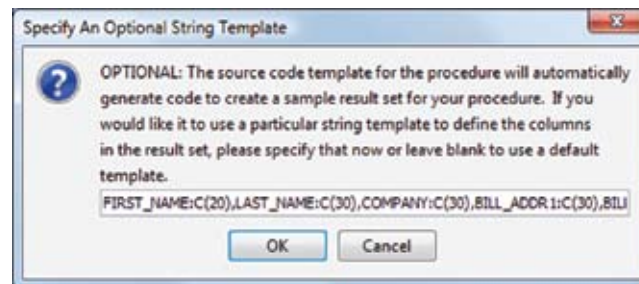 Specify An Optional String Template
OPTIONAL: The source code template for the procedure will automatically
generate code to create a sample result set for your procedure. If you
would like it to use a particular string template to define the columns
in the result set, please specify that now or leave blank to use a default
template.
FIRST_NAME:C(20),LAST_NAME:C(30),COMPANY:C(30),BILL_ADDR1:C(30),BILL
OK Cancel